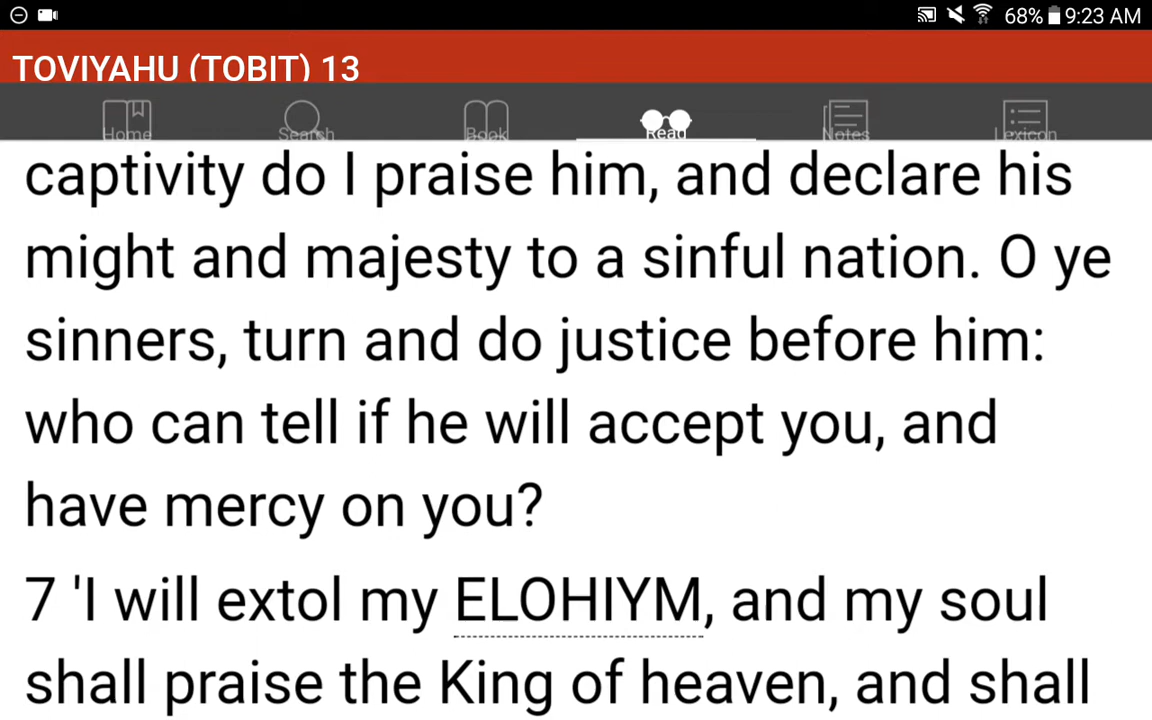 68% 9:23 AM
TOVIYAHU (TOBIT) 13
Home Search Book Read Notes Lexicon
captivity do I praise him, and declare his
might and majesty to a sinful nation. O ye
sinners, turn and do justice before him:
who can tell if he will accept you, and
have mercy on you?
7 'I will extol my ELOHIYM, and my soul
shall praise the King of heaven, and shall